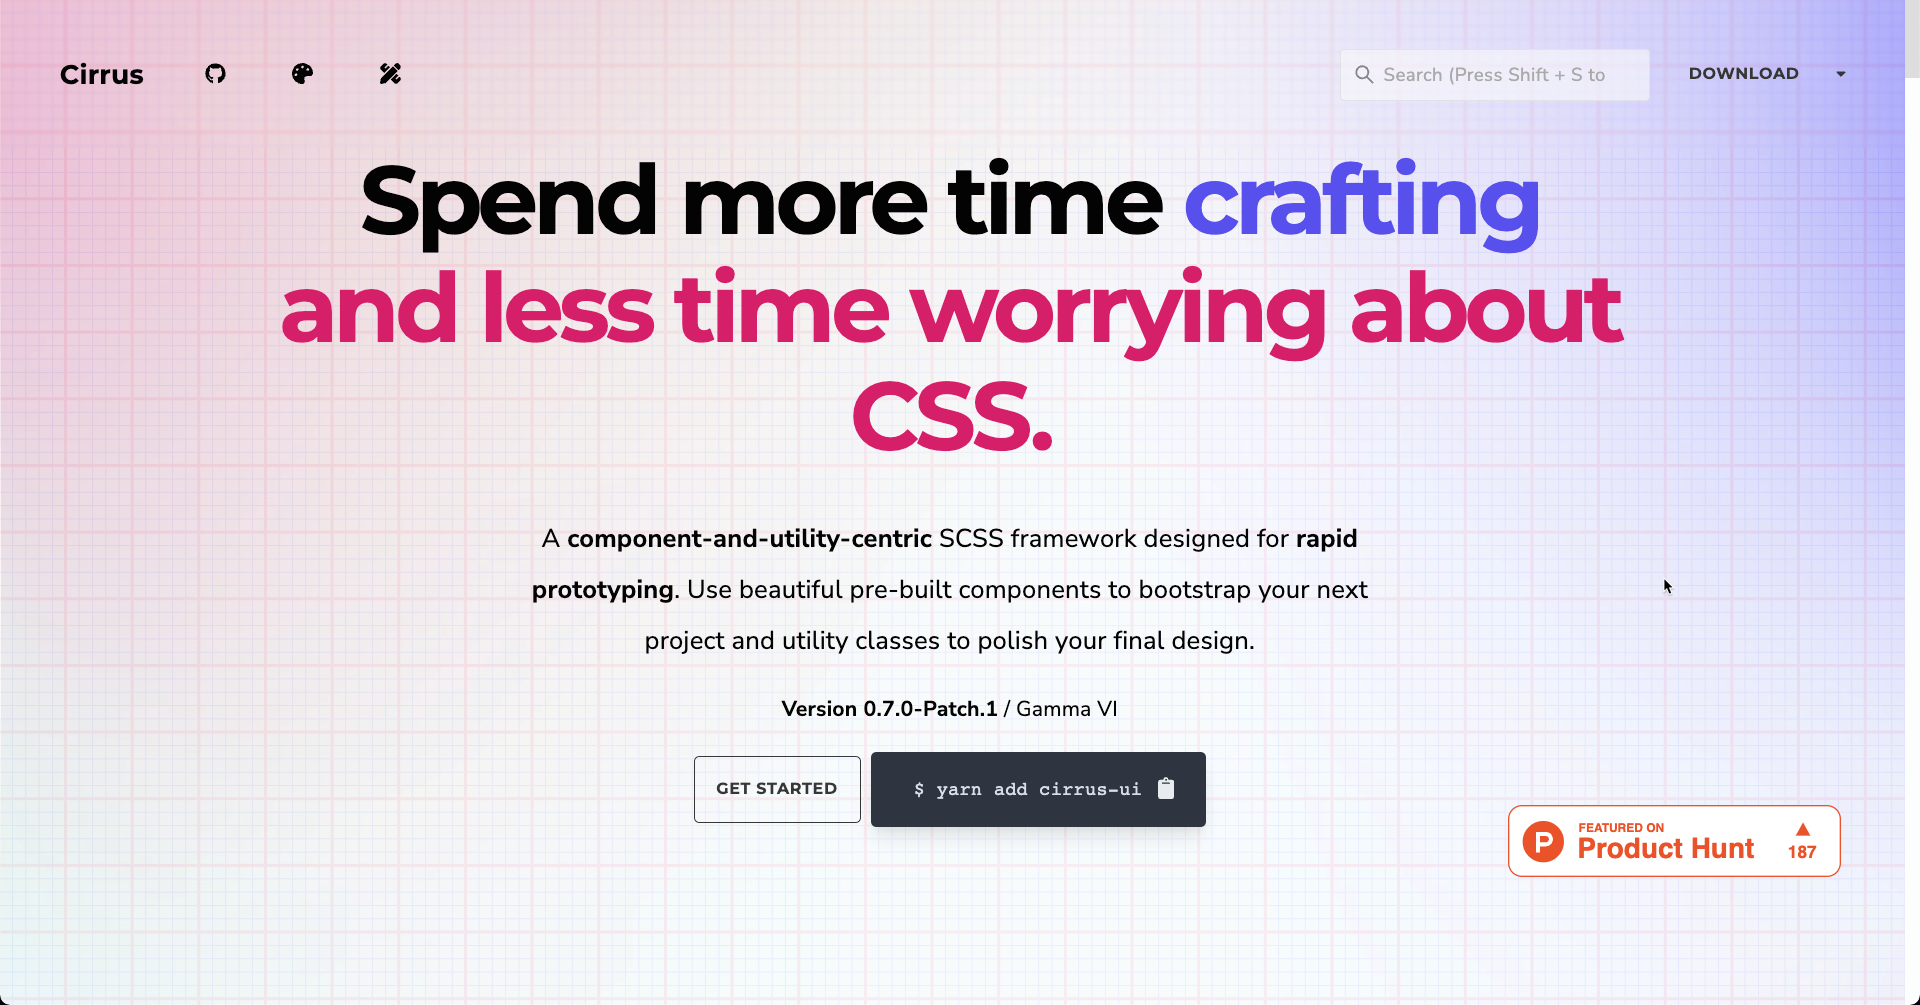 Cirrus
Search (Press Shift + S to
DOWNLOAD
Spend more time crafting
and less time worrying about
CSS.
A component-and-utility-centric SCSS framework designed for rapid
prototyping. Use beautiful pre-built components to bootstrap your next
project and utility classes to polish your final design.
Version 0.7.0-Patch.1 / Gamma VI
GET STARTED
$ yarn add cirrus-ui
P
FEATURED ON
Product Hunt
187